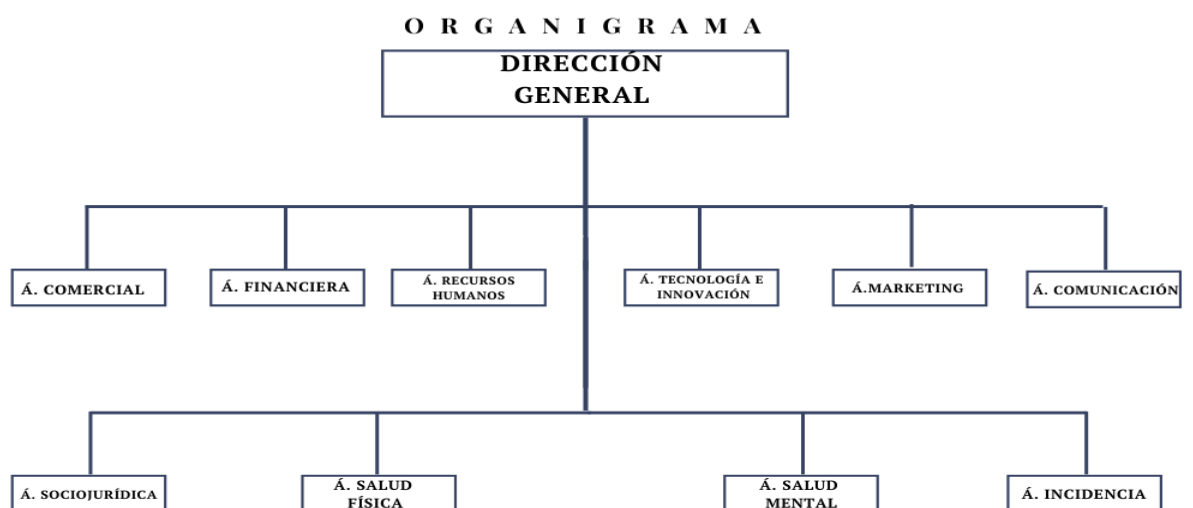 O R G A N I G R A M A
DIRECCIÓN
GENERAL
Á. COMERCIAL
Á. FINANCIERA
Á. RECURSOS
HUMANOS
Á. TECNOLOGÍA E
INNOVACIÓN
Á.MARKETING
Á. COMUNICACIÓN
Á. SOCIOJURÍDICA
Á. SALUD
FÍSICA
Á. SALUD
MENTAL
Á. INCIDENCIA